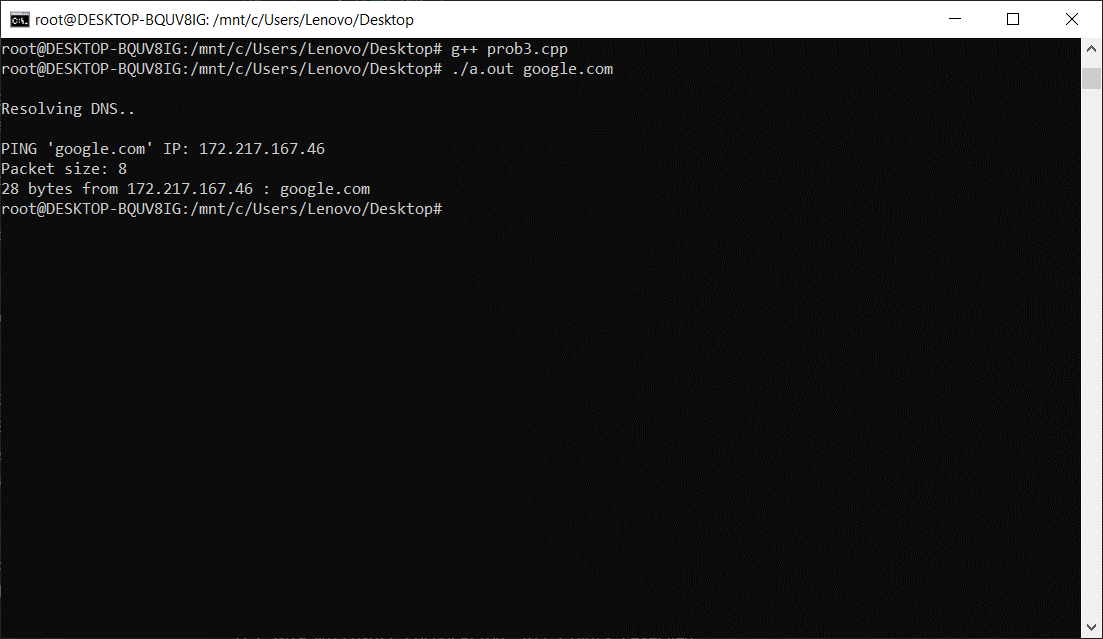 root@DESKTOP-BQUV8IG: /mnt/c/Users/Lenovo/Desktop
root@DESKTOP-BQUV8IG:/mnt/c/Users/Lenovo/Desktop# g++ prob3.cpp
root@DESKTOP-BQUV8IG:/mnt/c/Users/Lenovo/Desktop# ./a.out google.com
Resolving DNS..
PING 'google.com' IP: 172.217.167.46
Packet size: 8
28 bytes from 172.217.167.46 : google.com
root@DESKTOP-BQUV8IG:/mnt/c/Users/Lenovo/Desktop#